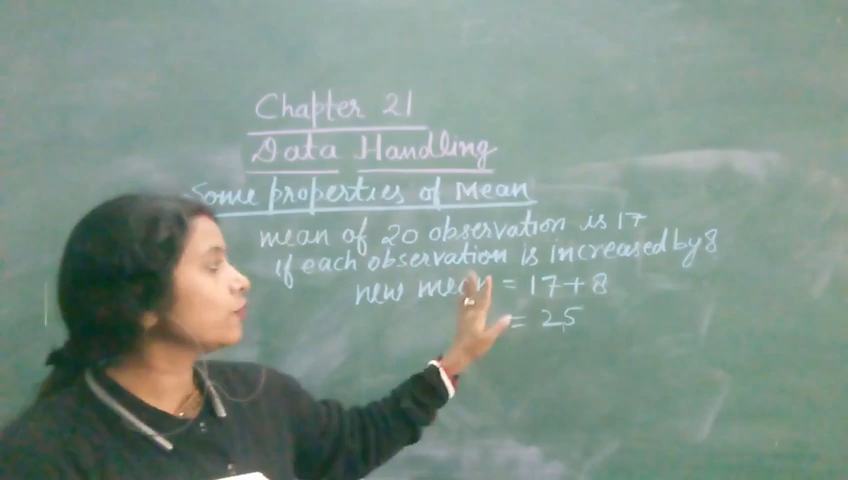 Chapter 21
Data Handling
Some properties of Mean
mean of 20 observation is 17
if each observation is increased by 8
new mean = 17+8
= 25